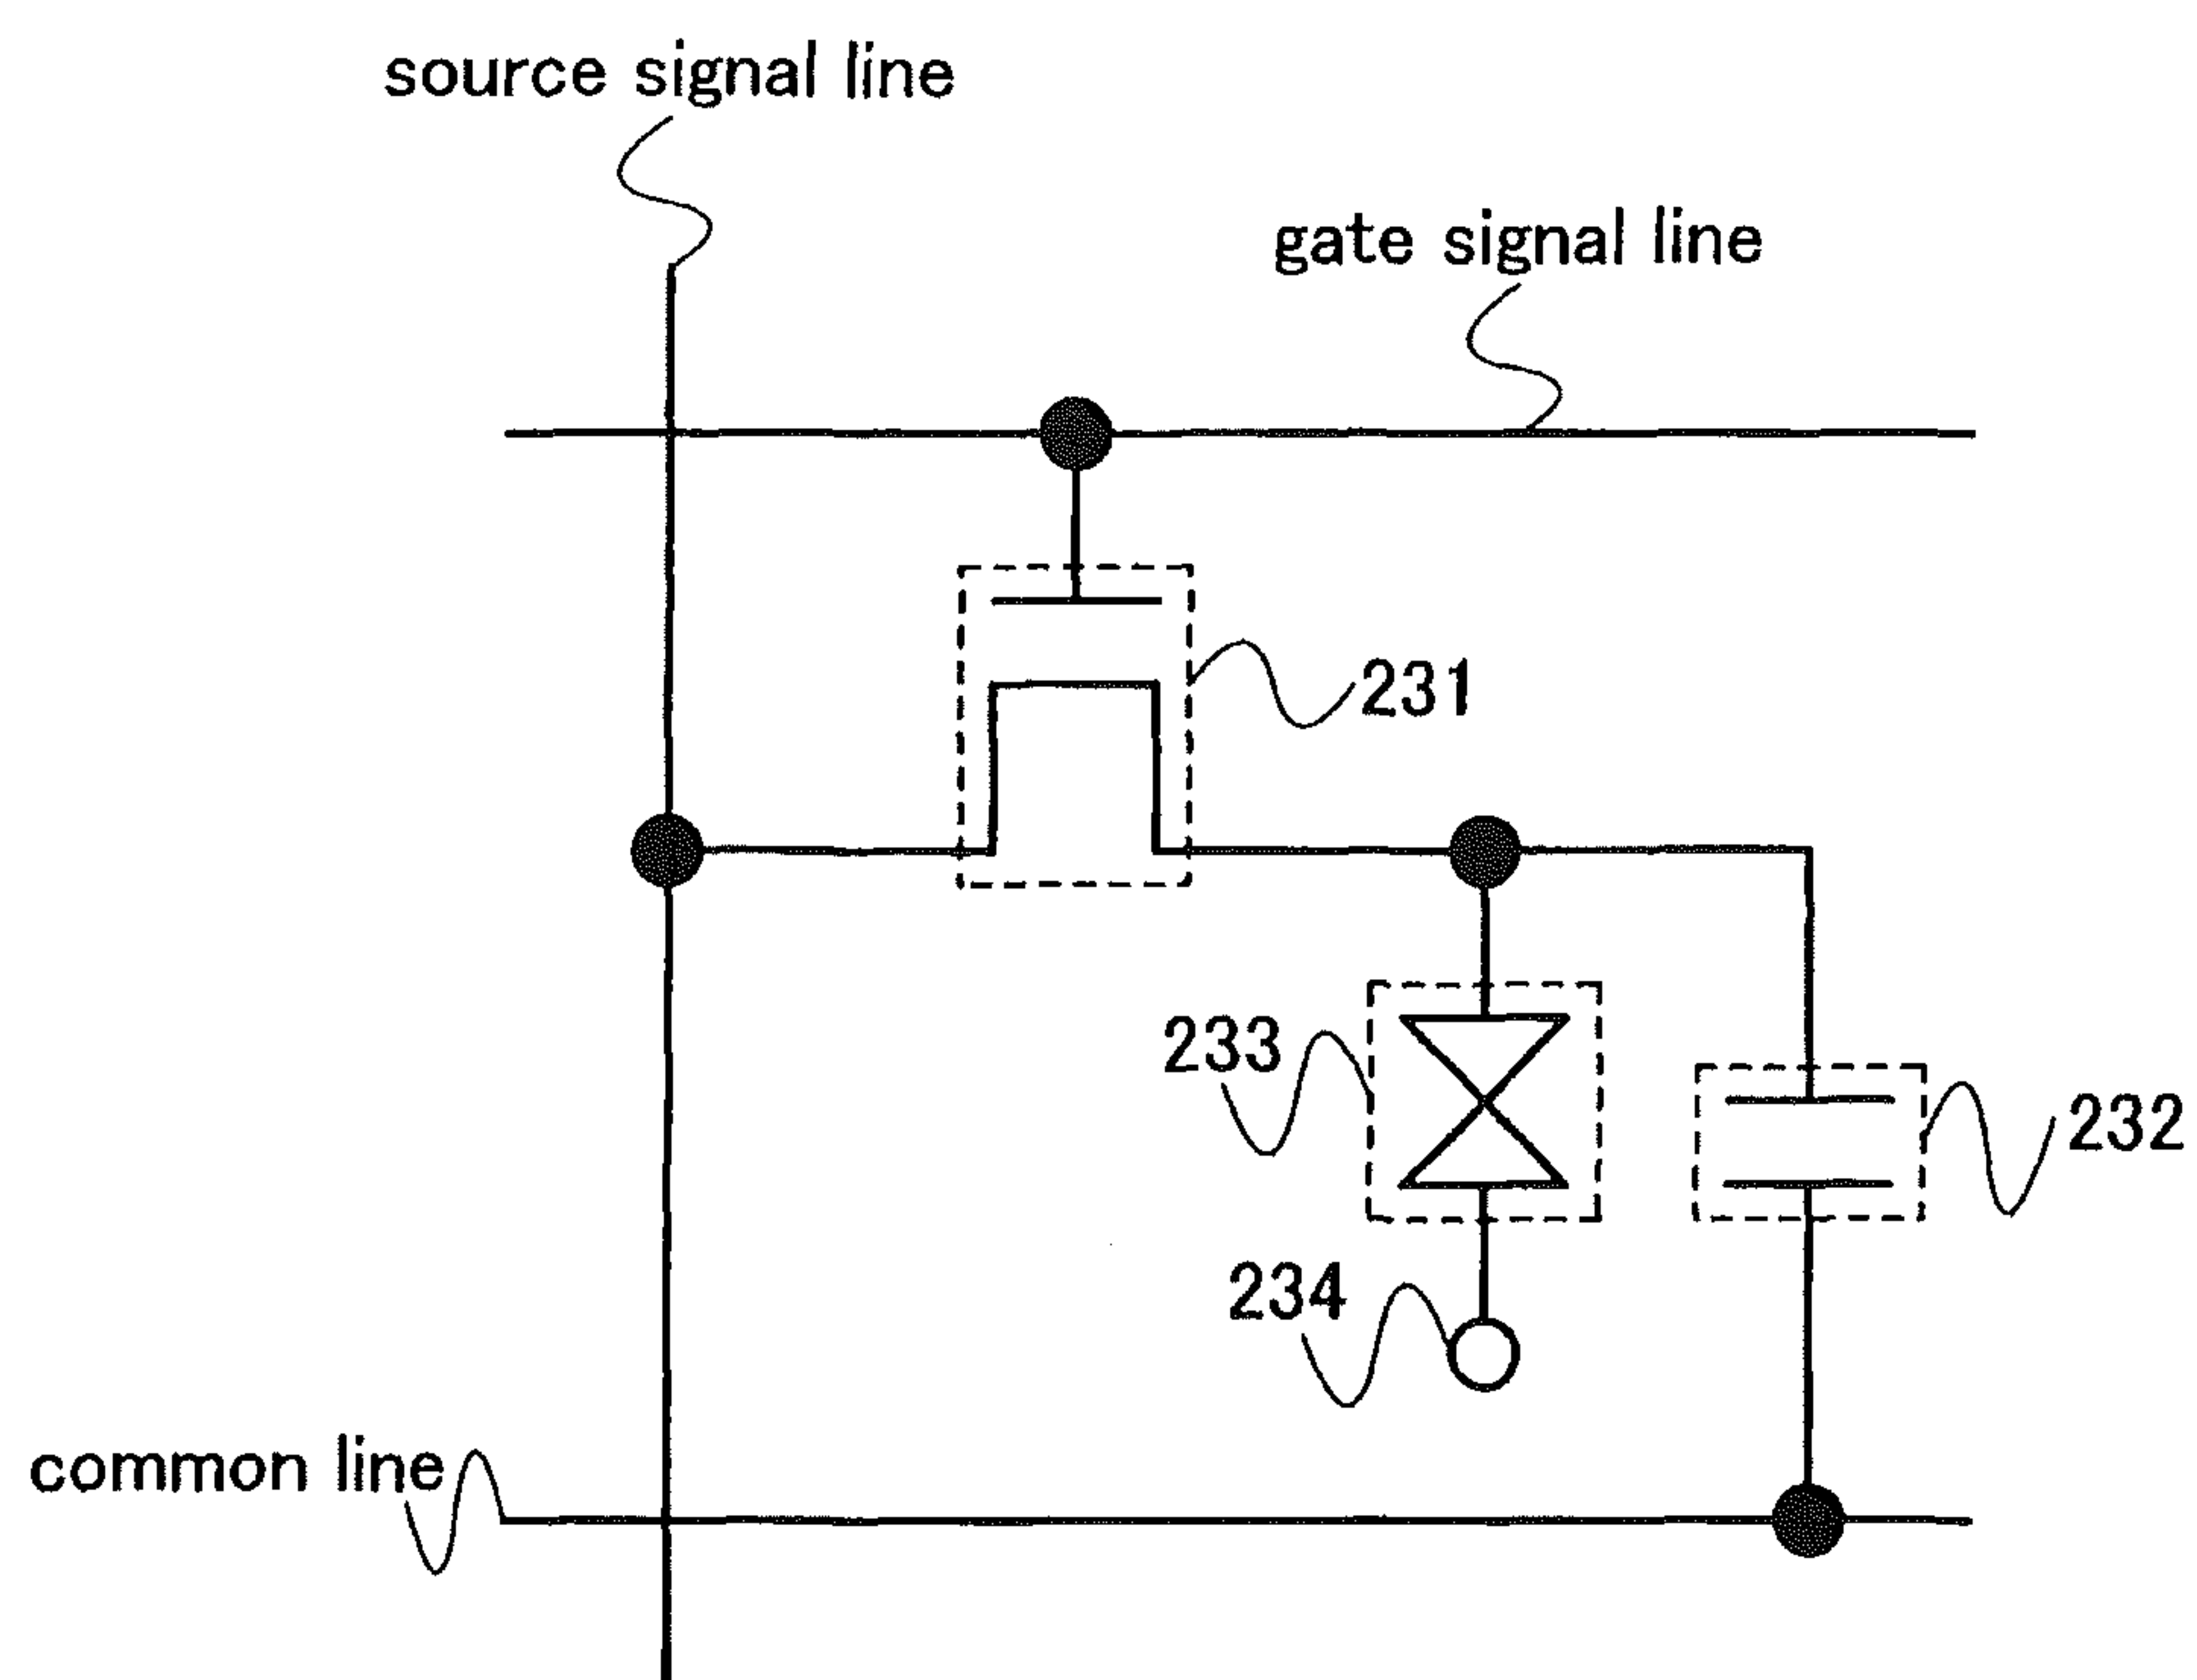 source signal line
gate signal line
231
233
232
234
common line